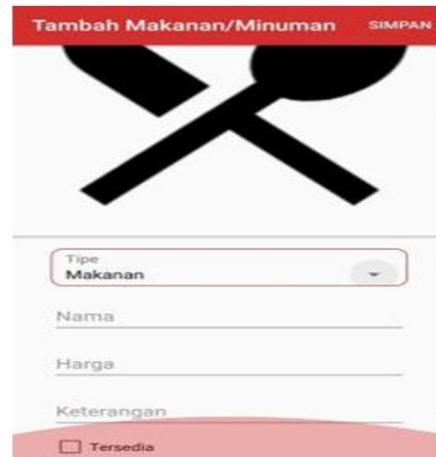 Tambah Makanan/Minuman SIMPAN
Tipe
Makanan
Nama
Harga
Keterangan
Tersedia